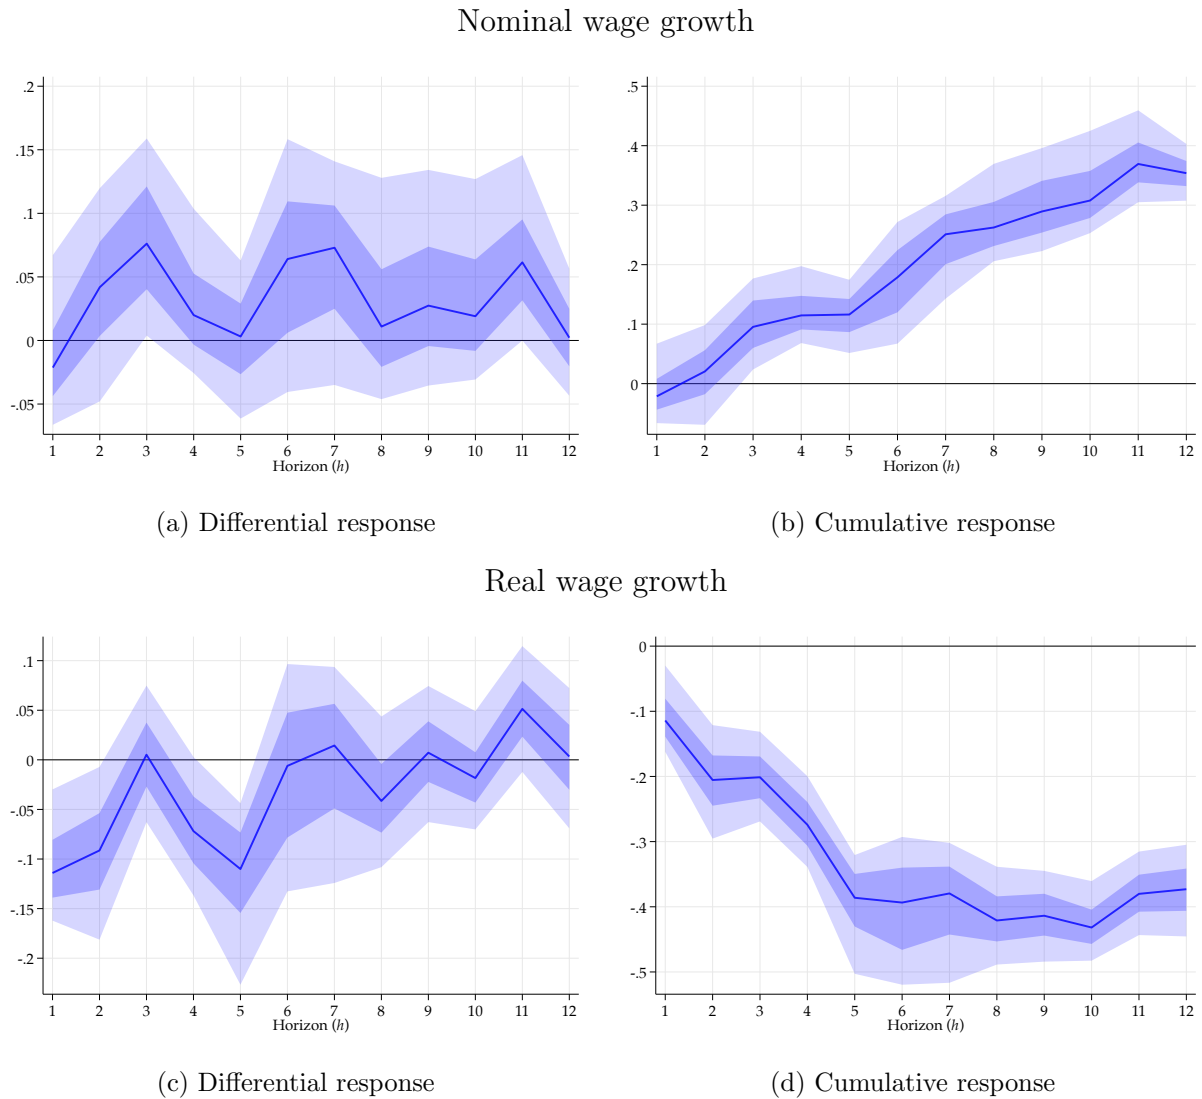 Nominal wage growth
.2
.15
.1
.05
0
-.05
1 2 3 4 5 6 7 8 9 10 11 12
Horizon (h)
.5
.4
.3
.2
.1
0
1 2 3 4 5 6 7 8 9 10 11 12
Horizon (h)
(a) Differential response
(b) Cumulative response
Real wage growth
.1
.05
0
-.05
-.1
-.15
-.2
1 2 3 4 5 6 7 8 9 10 11 12
Horizon (h)
0
-.1
-.2
-.3
-.4
-.5
1 2 3 4 5 6 7 8 9 10 11 12
Horizon (h)
(c) Differential response
(d) Cumulative response